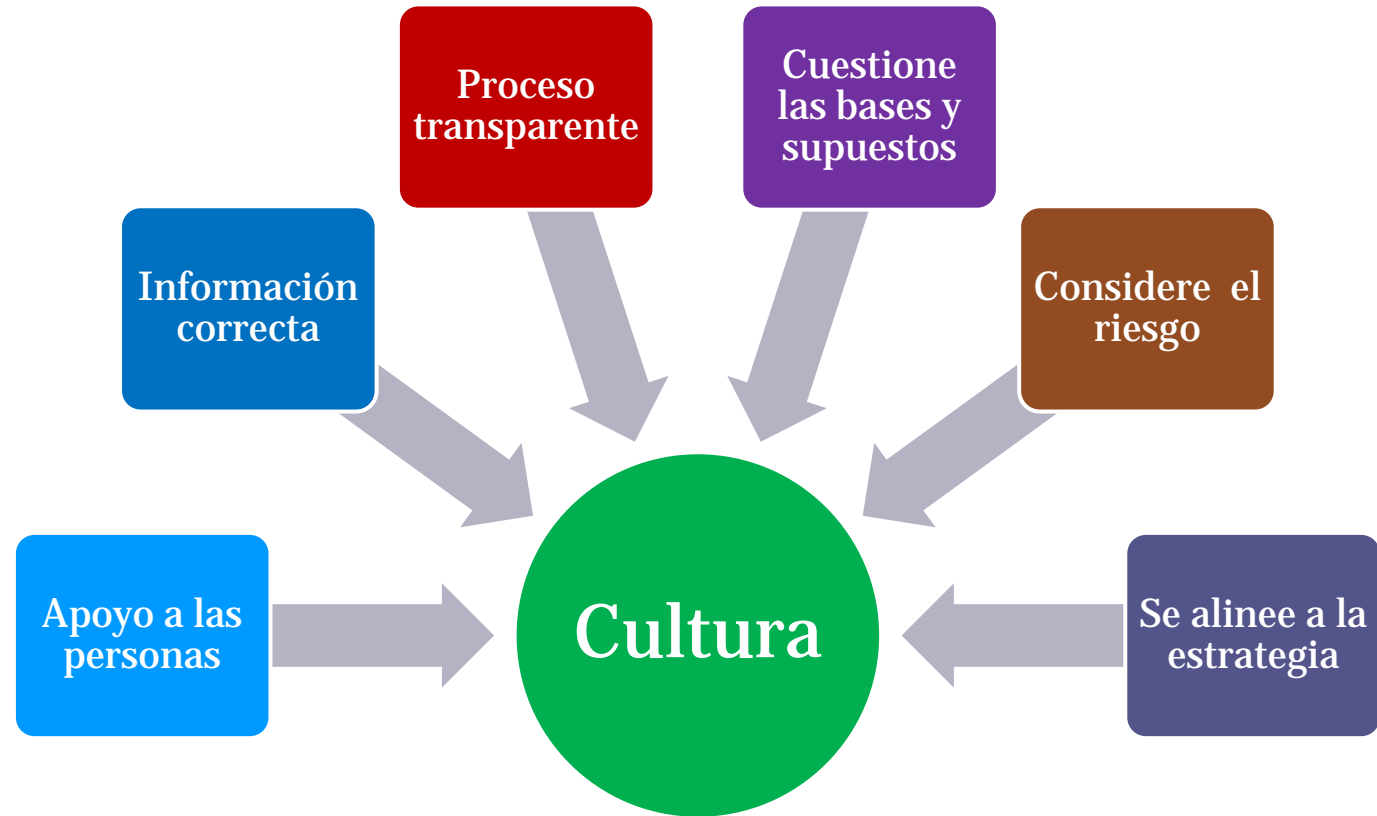 Proceso
transparente
Cuestione
las bases y
supuestos
Información
correcta
Considere el
riesgo
Apoyo a las
personas
Cultura
Se alinee a la
estrategia